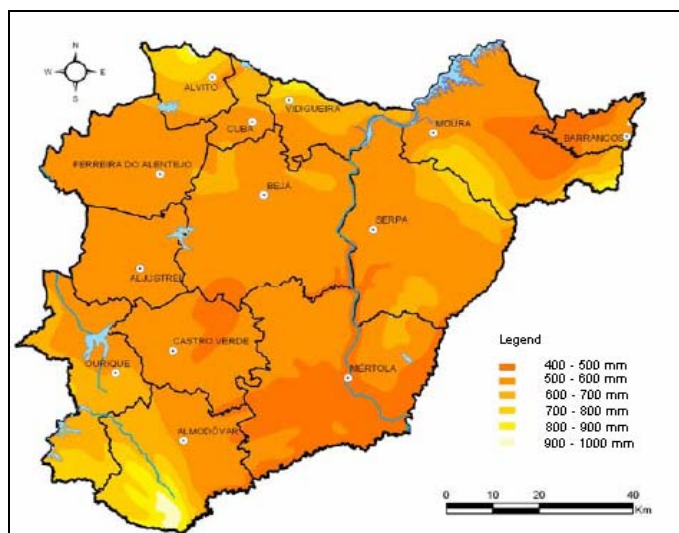 N
W E
S
ALVITO
VIDIGUEIRA
CUBA
MOURA
BARRANCOS
FERREIRA DO ALENTEJO
BEJA
SERPA
ALJUSTREL
CASTRO VERDE
OURIQUE
MÉRTOLA
ALMODÔVAR
Legend
400 - 500 mm
500 - 600 mm
600 - 700 mm
700 - 800 mm
800 - 900 mm
900 - 1000 mm
0 10 20 40
Km